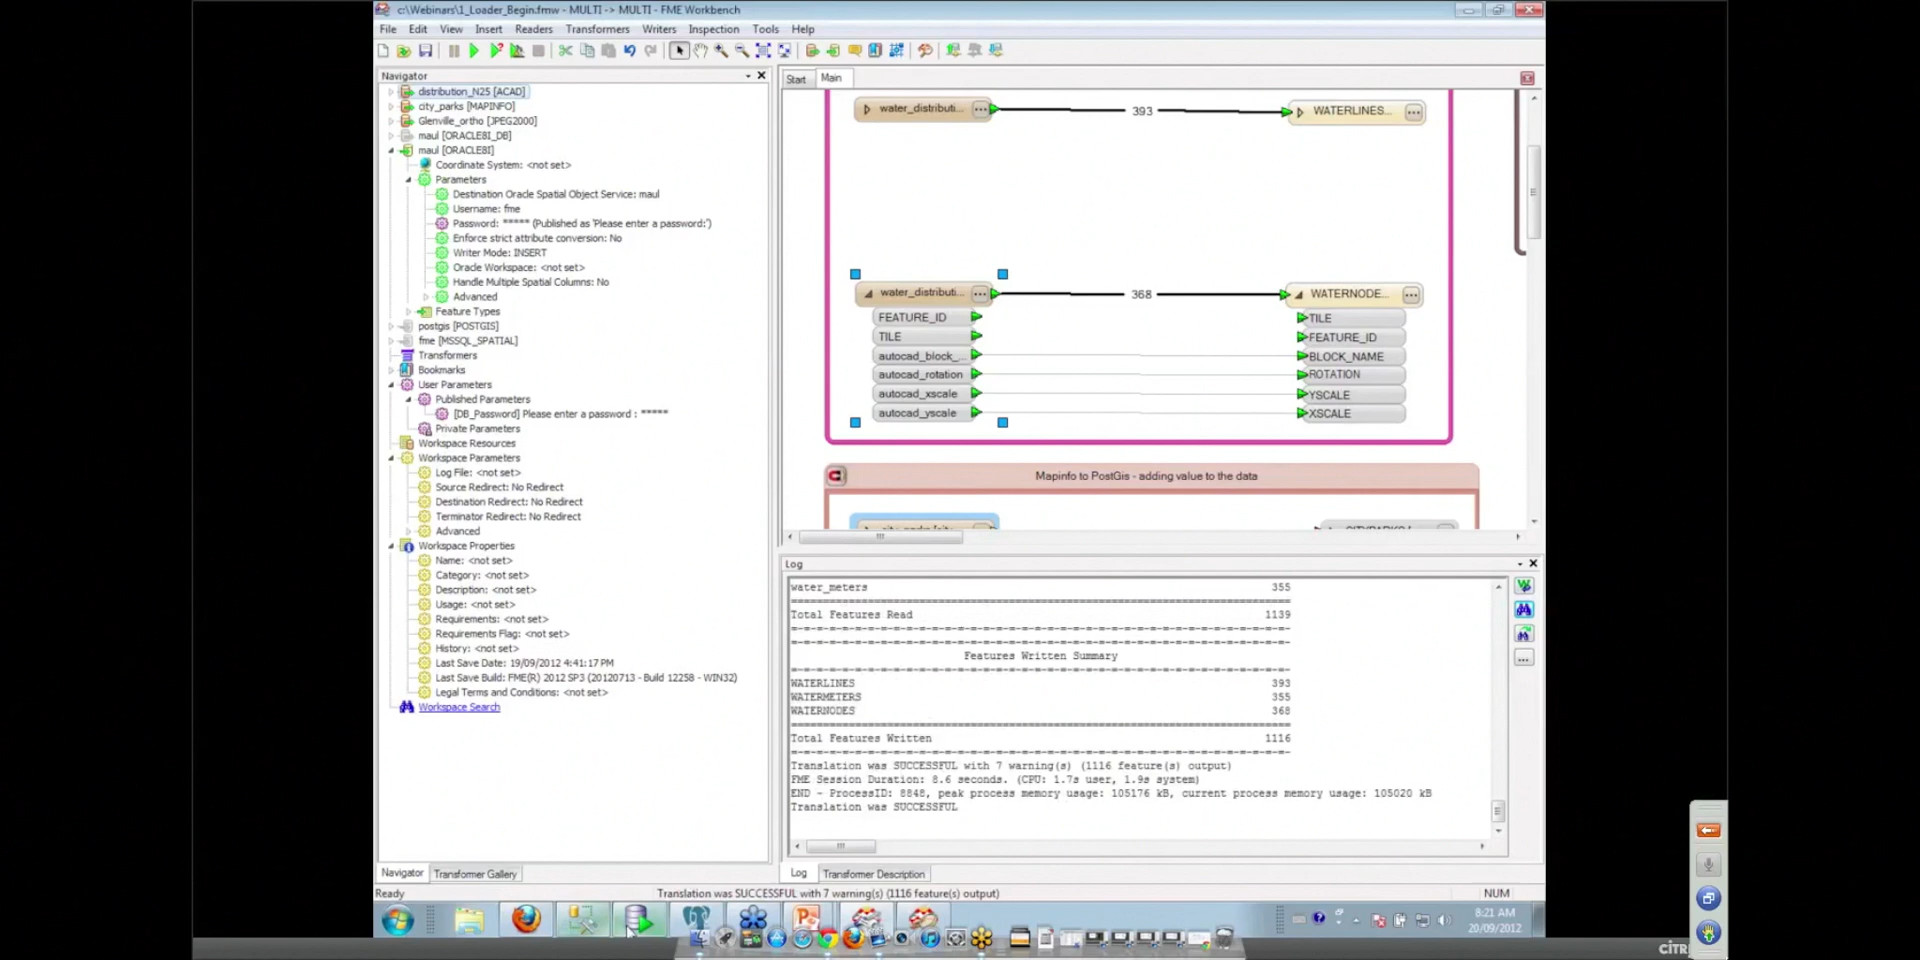 c:\Webinars\1_Loader_Begin.fmw - MULTI -> MULTI - FME Workbench
File Edit View Insert Readers Transformers Writers Inspection Tools Help
Navigator
distribution_N25 [ACAD]
city_parks [MAPINFO]
Glenville_ortho [JPEG2000]
maul [ORACLE8I_DB]
maul [ORACLE8I]
Coordinate System: <not set>
Parameters
Destination Oracle Spatial Object Service: maul
Username: fme
Password: ***** (Published as 'Please enter a password:')
Enforce strict attribute conversion: No
Writer Mode: INSERT
Oracle Workspace: <not set>
Handle Multiple Spatial Columns: No
Advanced
Feature Types
postgis [POSTGIS]
fme [MSSQL_SPATIAL]
Transformers
Bookmarks
User Parameters
Published Parameters
[DB_Password] Please enter a password : *****
Private Parameters
Workspace Resources
Workspace Parameters
Log File: <not set>
Source Redirect: No Redirect
Destination Redirect: No Redirect
Terminator Redirect: No Redirect
Advanced
Workspace Properties
Name: <not set>
Category: <not set>
Description: <not set>
Usage: <not set>
Requirements: <not set>
Requirements Flag: <not set>
History: <not set>
Last Save Date: 19/09/2012 4:41:17 PM
Last Save Build: FME(R) 2012 SP3 (20120713 - Build 12258 - WIN32)
Legal Terms and Conditions: <not set>
Workspace Search
Navigator Transformer Gallery
Start Main
water_distributi... 393 WATERLINES...
water_distributi... 368 WATERNODE...
FEATURE_ID TILE
TILE FEATURE_ID
autocad_block_... BLOCK_NAME
autocad_rotation ROTATION
autocad_xscale YSCALE
autocad_yscale XSCALE
Mapinfo to PostGis - adding value to the data
Log
water_meters 355
Total Features Read 1139
Features Written Summary
WATERLINES 393
WATERMETERS 355
WATERNODES 368
Total Features Written 1116
Translation was SUCCESSFUL with 7 warning(s) (1116 feature(s) output)
FME Session Duration: 8.6 seconds. (CPU: 1.7s user, 1.9s system)
END - ProcessID: 8848, peak process memory usage: 105176 kB, current process memory usage: 105020 kB
Translation was SUCCESSFUL
Log Transformer Description
Ready Translation was SUCCESSFUL with 7 warning(s) (1116 feature(s) output) NUM
8:21 AM
20/09/2012